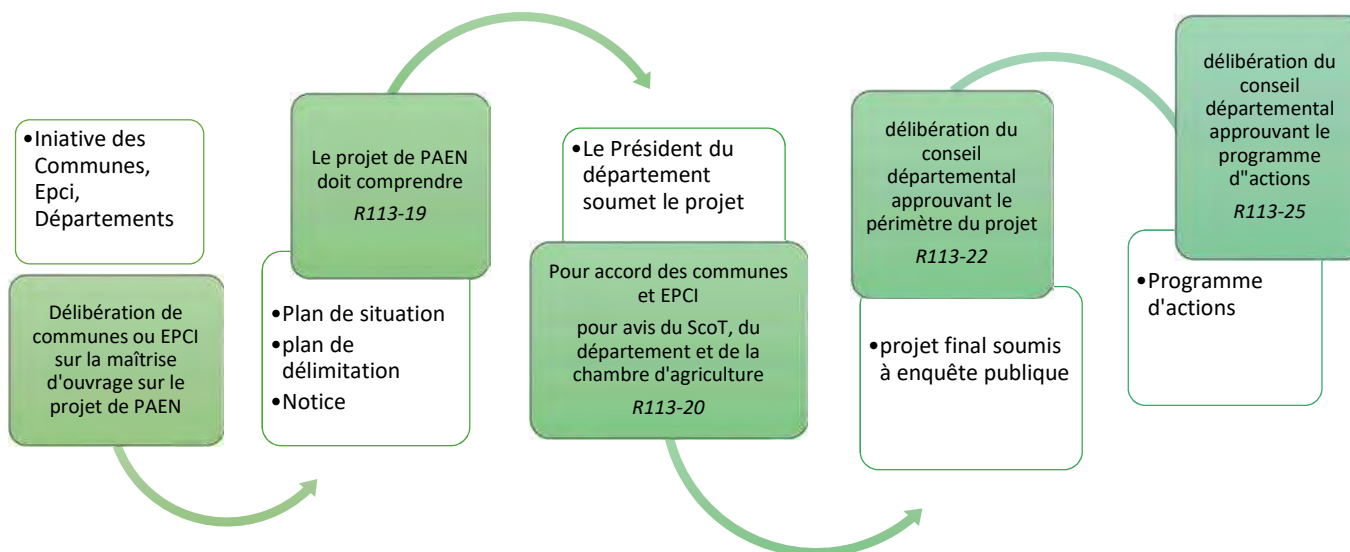 •Iniative des
Communes,
Epci,
Départements
Délibération de
communes ou EPCI
sur la maîtrise
d'ouvrage sur le
projet de PAEN
Le projet de PAEN
doit comprendre
R113-19
•Plan de situation
•plan de
délimitation
•Notice
•Le Président du
département
soumet le projet
Pour accord des communes
et EPCI
pour avis du ScoT, du
département et de la
chambre d'agriculture
R113-20
délibération du
conseil
départemental
approuvant le
périmètre du projet
R113-22
•projet final soumis
à enquête publique
délibération du
conseil
départemental
approuvant le
programme
d"actions
R113-25
•Programme
d'actions